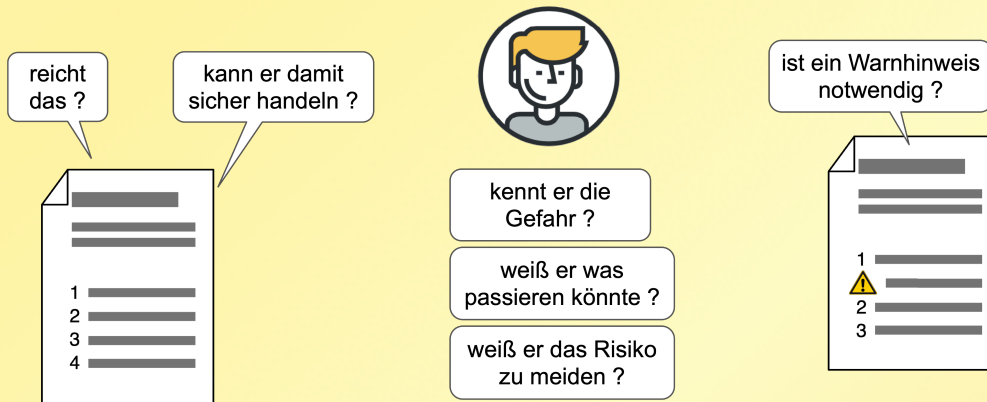 reicht
das ?
kann er damit
sicher handeln ?
1
2
3
4
kennt er die
Gefahr ?
weiß er was
passieren könnte ?
weiß er das Risiko
zu meiden ?
ist ein Warnhinweis
notwendig ?
1
2
3